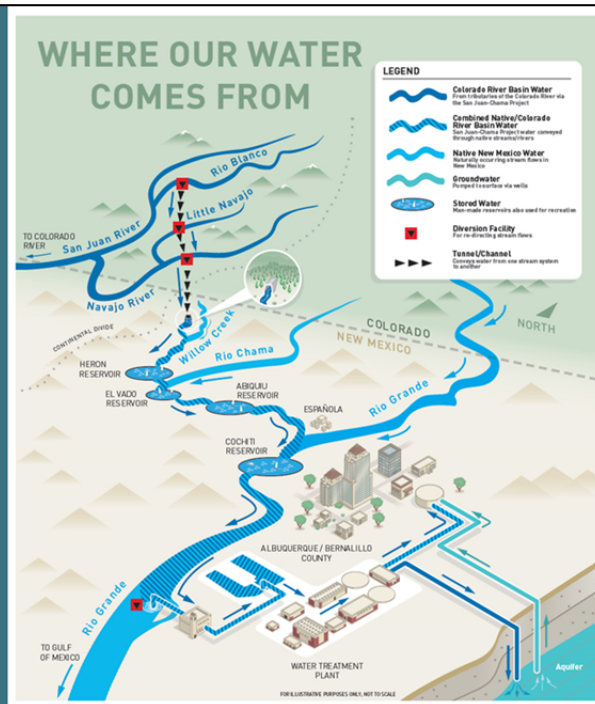 WHERE OUR WATER
COMES FROM
LEGEND
Colorado River Basin Water
From tributaries of the Colorado River via
the San Juan-Chama Project
Combined Native/Colorado
River Basin Water
San Juan-Chama Project water conveyed
through native streams/rivers
Native New Mexico Water
Naturally occurring stream flows in
New Mexico
Groundwater
Pumped to surface via wells
Stored Water
Man-made reservoirs also used for recreation
Diversion Facility
For re-directing stream flows
Tunnel/Channel
Conveys water from one stream system
to another
Rio Blanco
Little Navajo
TO COLORADO
RIVER
San Juan River
Navajo River
CONTINENTAL DIVIDE
Willow Creek
COLORADO
NEW MEXICO
NORTH
Rio Chama
HERON
RESERVOIR
EL VADO
RESERVOIR
ABIQUIU
RESERVOIR
ESPAÑOLA
Rio Grande
COCHITI
RESERVOIR
ALBUQUERQUE / BERNALILLO
COUNTY
Rio Grande
TO GULF
OF MEXICO
WATER TREATMENT
PLANT
Aquifer
FOR ILLUSTRATIVE PURPOSES ONLY, NOT TO SCALE